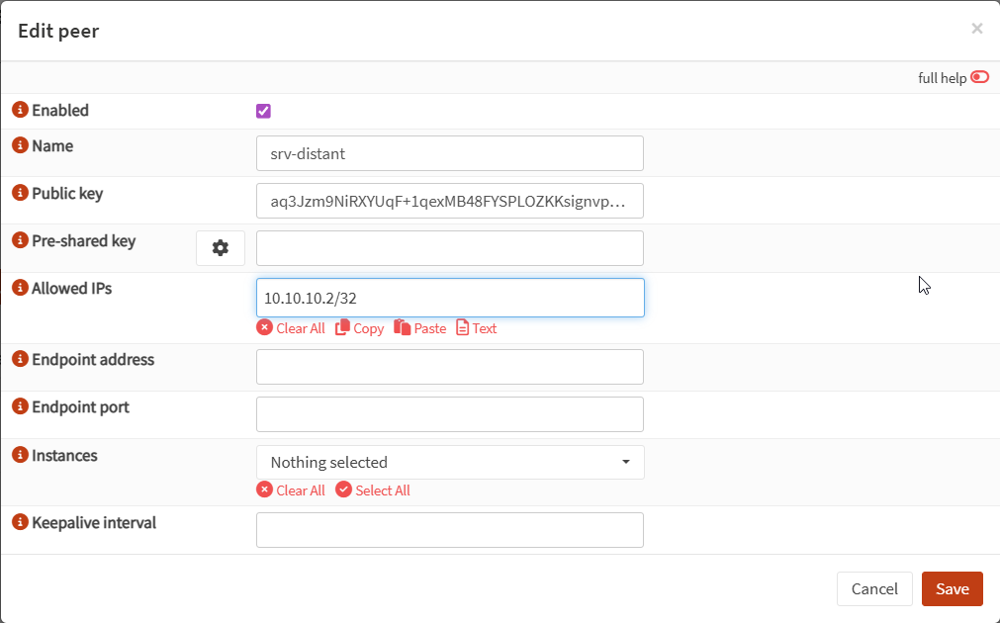 Edit peer ×
full help
Enabled
Name srv-distant
Public key aq3Jzm9NiRXYUqF+1qexMB48FYSPLOZKKsignvp...
Pre-shared key
Allowed IPs 10.10.10.2/32
Clear All Copy Paste Text
Endpoint address
Endpoint port
Instances Nothing selected
Clear All Select All
Keepalive interval
Cancel Save